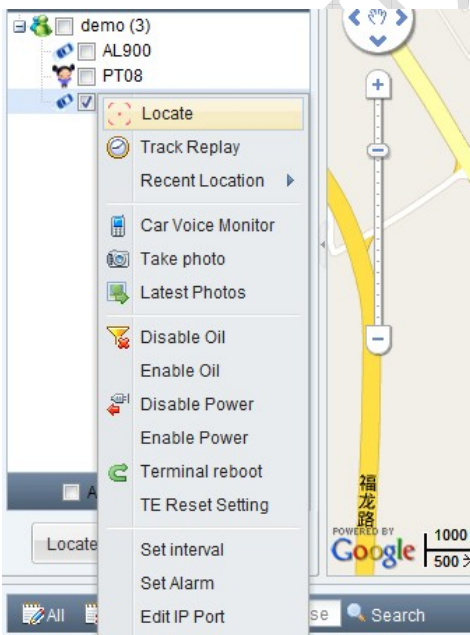 demo (3)
AL900
PT08
Locate
Track Replay
Recent Location
Car Voice Monitor
Take photo
Latest Photos
Disable Oil
Enable Oil
Disable Power
Enable Power
Terminal reboot
TE Reset Setting
Set interval
Set Alarm
Edit IP Port
Locate
All
Search
福龙路
POWERED BY
Google
1000
500